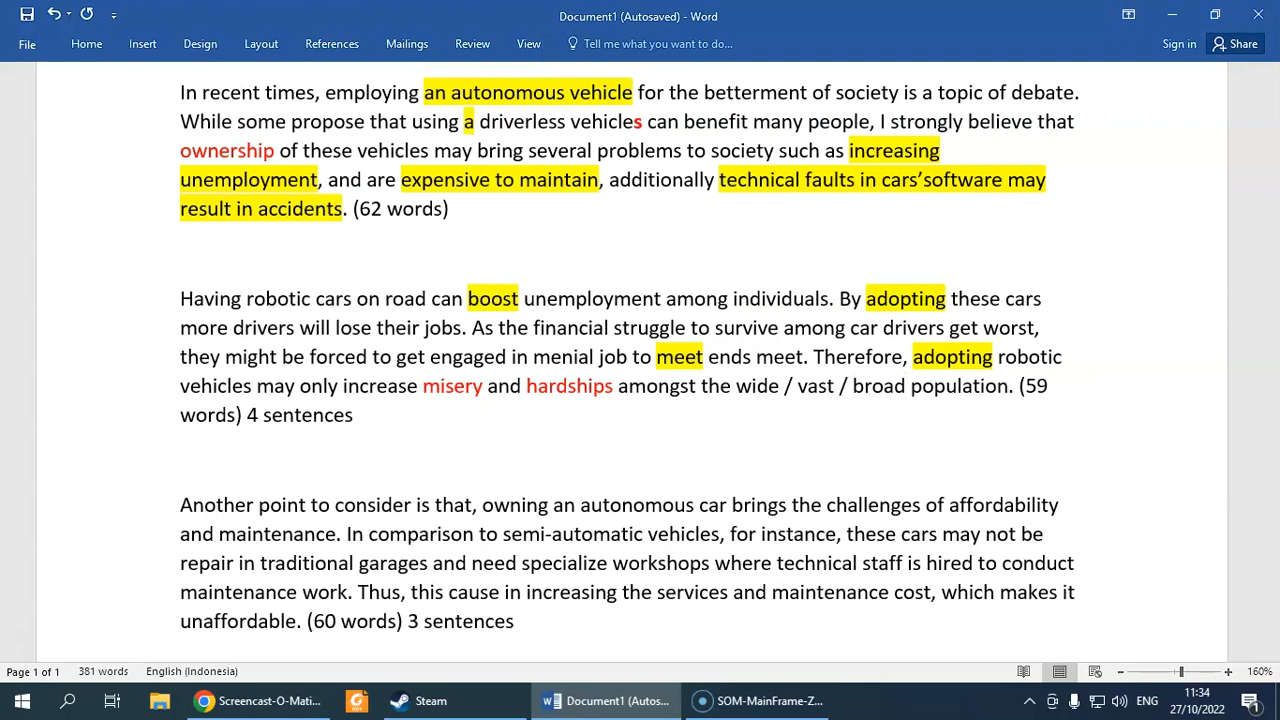 Document1 (Autosaved) - Word
File Home Insert Design Layout References Mailings Review View Tell me what you want to do... Sign in Share
In recent times, employing an autonomous vehicle for the betterment of society is a topic of debate.
While some propose that using a driverless vehicles can benefit many people, I strongly believe that
ownership of these vehicles may bring several problems to society such as increasing
unemployment, and are expensive to maintain, additionally technical faults in cars’software may
result in accidents. (62 words)
Having robotic cars on road can boost unemployment among individuals. By adopting these cars
more drivers will lose their jobs. As the financial struggle to survive among car drivers get worst,
they might be forced to get engaged in menial job to meet ends meet. Therefore, adopting robotic
vehicles may only increase misery and hardships amongst the wide / vast / broad population. (59
words) 4 sentences
Another point to consider is that, owning an autonomous car brings the challenges of affordability
and maintenance. In comparison to semi-automatic vehicles, for instance, these cars may not be
repair in traditional garages and need specialize workshops where technical staff is hired to conduct
maintenance work. Thus, this cause in increasing the services and maintenance cost, which makes it
unaffordable. (60 words) 3 sentences
Page 1 of 1 381 words English (Indonesia) 160%
Screencast-O-Mati... Steam Document1 (Autos... SOM-MainFrame-Z... ENG 11:34
27/10/2022 1